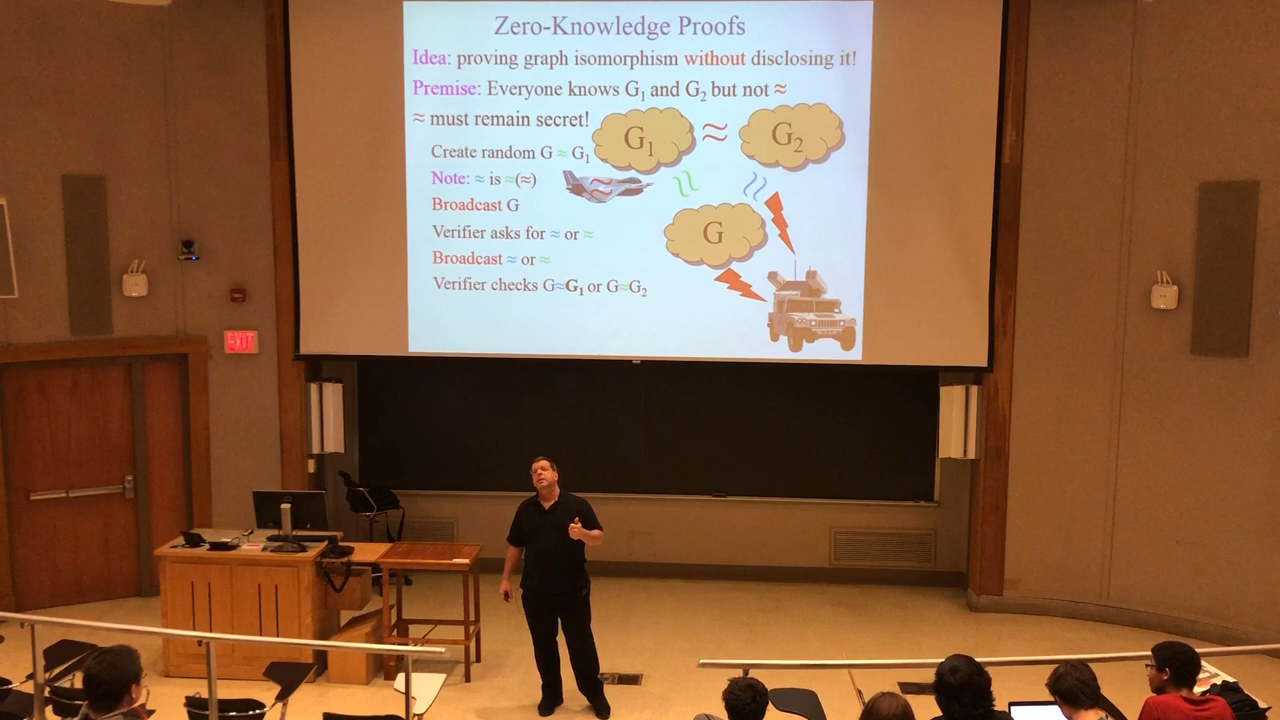 Zero-Knowledge Proofs
Idea: proving graph isomorphism without disclosing it!
Premise: Everyone knows G₁ and G₂ but not ≈
≈ must remain secret!
G₁ ≈ G₂
Create random G ≈ G₁
Note: ≈ is ≈(≈)
≈
≈ ≈
Broadcast G
G
Verifier asks for ≈ or ≈
Broadcast ≈ or ≈
Verifier checks G≈G₁ or G≈G₂
EXIT